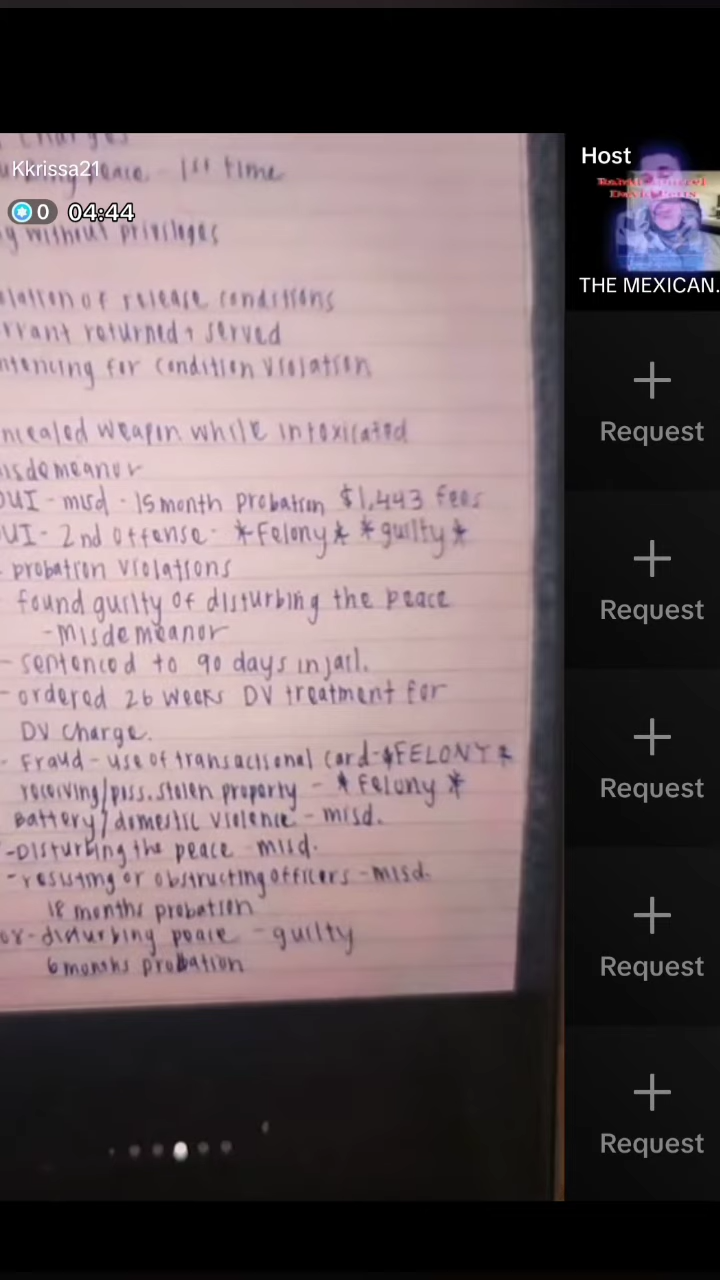 charges
Kkrissa21
peace - 1st time
0 04:44
without privileges
Host
THE MEXICAN.
of release conditions
returned & served
for condition violation
weapon while intoxicated
DUI - misd - 15 month probation $1,443 fees
UI - 2nd offense - *Felony* *guilty*
probation violations
found guilty of disturbing the peace
- Misdemeanor
- sentenced to 90 days in jail.
- ordered 26 weeks DV treatment for
DV charge.
- Fraud - use of transactional card - *FELONY*
receiving/poss. stolen property - *Felony*
Battery/domestic violence - misd.
- Disturbing the peace misd.
- resisting or obstructing officers - misd.
18 months probation
disturbing peace - guilty
6 months probation
+
Request
+
Request
+
Request
+
Request
+
Request